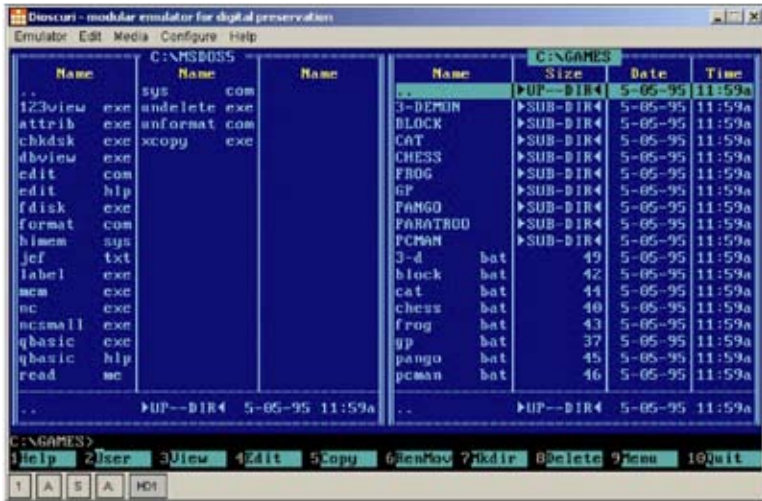 Dioscuri - modular emulator for digital preservation
Emulator Edit Media Configure Help
C:\MSDOS5
Name Name Name
.. sys com
123view exe undelete exe
attrib exe unformat com
chkdsk exe xcopy exe
dbview exe
edit com
edit hlp
fdisk exe
format com
himem sys
jef txt
label exe
mem exe
nc exe
ncsmall exe
qbasic exe
qbasic hlp
read me
.. ►UP--DIR◄ 5-05-95 11:59a
C:\GAMES
Name Size Date Time
.. ►UP--DIR◄ 5-05-95 11:59a
3-DEMON ►SUB-DIR◄ 5-05-95 11:59a
BLOCK ►SUB-DIR◄ 5-05-95 11:59a
CAT ►SUB-DIR◄ 5-05-95 11:59a
CHESS ►SUB-DIR◄ 5-05-95 11:59a
FROG ►SUB-DIR◄ 5-05-95 11:59a
GP ►SUB-DIR◄ 5-05-95 11:59a
PANGO ►SUB-DIR◄ 5-05-95 11:59a
PARATROO ►SUB-DIR◄ 5-05-95 11:59a
PCMAN ►SUB-DIR◄ 5-05-95 11:59a
3-d bat 49 5-05-95 11:59a
block bat 42 5-05-95 11:59a
cat bat 44 5-05-95 11:59a
chess bat 40 5-05-95 11:59a
frog bat 43 5-05-95 11:59a
gp bat 37 5-05-95 11:59a
pango bat 45 5-05-95 11:59a
pcman bat 46 5-05-95 11:59a
.. ►UP--DIR◄ 5-05-95 11:59a
C:\GAMES>
1Help 2User 3View 4Edit 5Copy 6RenMov 7Mkdir 8Delete 9Menu 10Quit
1 A S A HD1